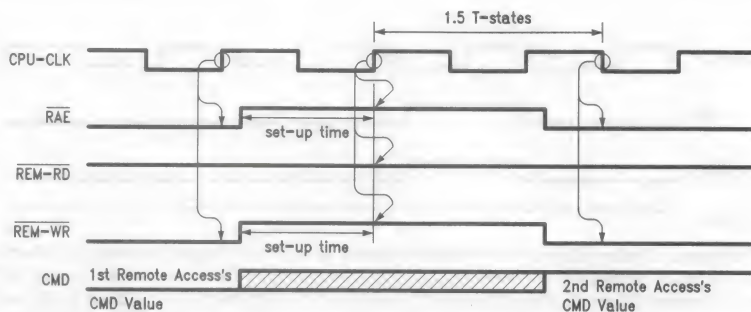 1.5 T-states
CPU-CLK
RAE
set-up time
REM-RD
REM-WR
set-up time
CMD
1st Remote Access's
CMD Value
2nd Remote Access's
CMD Value